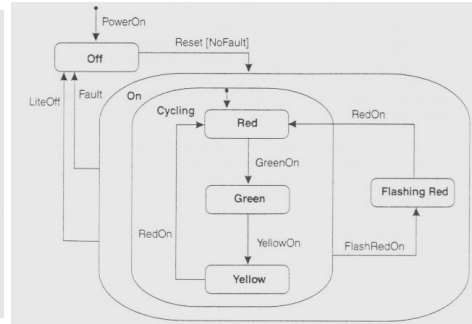 PowerOn
Off
Reset [NoFault]
LiteOff
Fault
On
Cycling
Red
RedOn
GreenOn
Green
Flashing Red
RedOn
YellowOn
FlashRedOn
Yellow